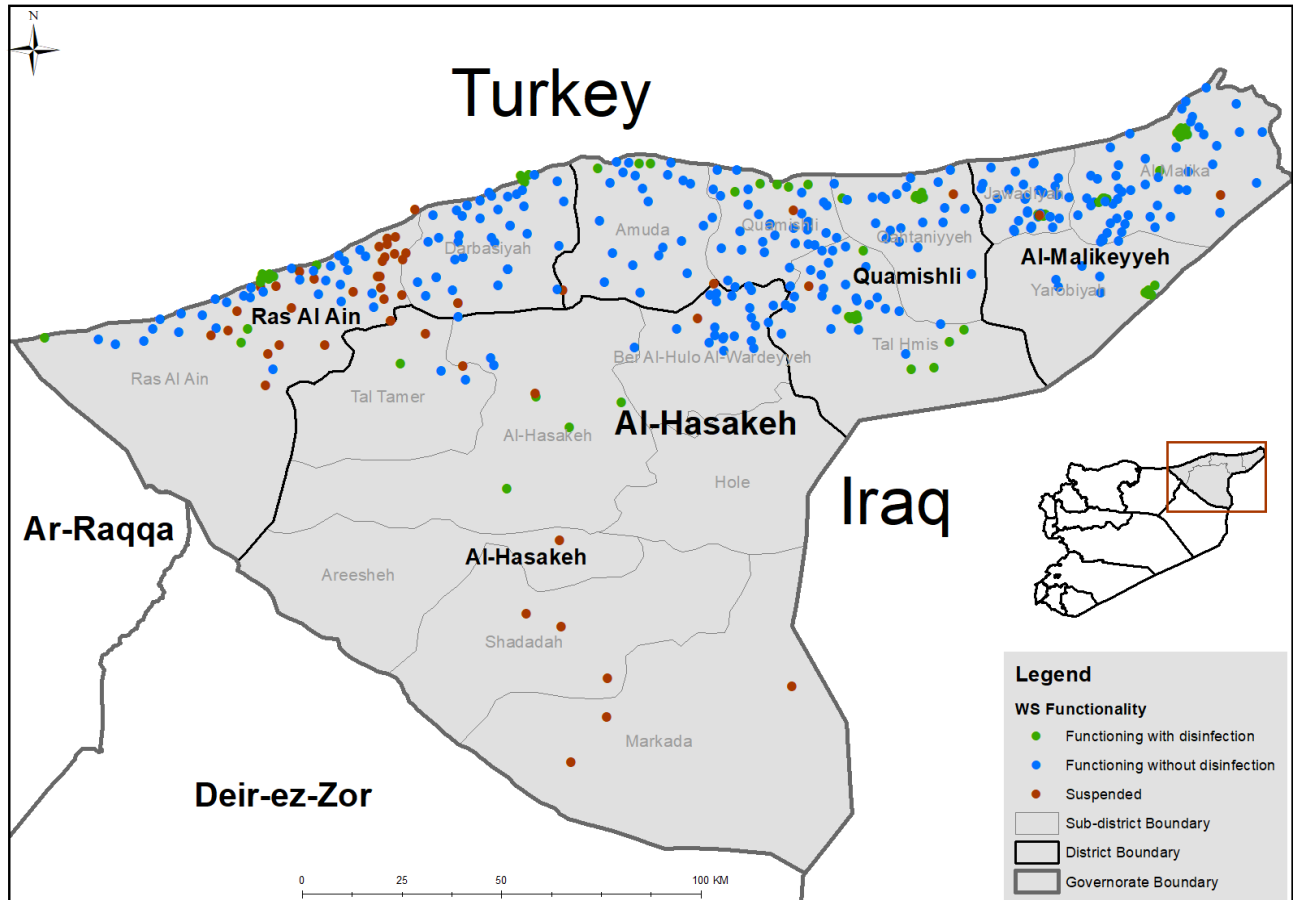 N
Turkey
Al-Malika
Jawadiyah
Amuda
Quamishli
Qahtaniyyeh
Darbasiyah
Al-Malikeyyeh
Quamishli
Yarobiyah
Ras Al Ain
Tal Hmis
Ber Al-Hulo Al-Wardeyyeh
Ras Al Ain
Tal Tamer
Al-Hasakeh
Al-Hasakeh
Hole
Iraq
Ar-Raqqa
Al-Hasakeh
Areesheh
Shadadah
Markada
Deir-ez-Zor
Legend
WS Functionality
Functioning with disinfection
Functioning without disinfection
Suspended
Sub-district Boundary
District Boundary
Governorate Boundary
0 25 50 100 KM